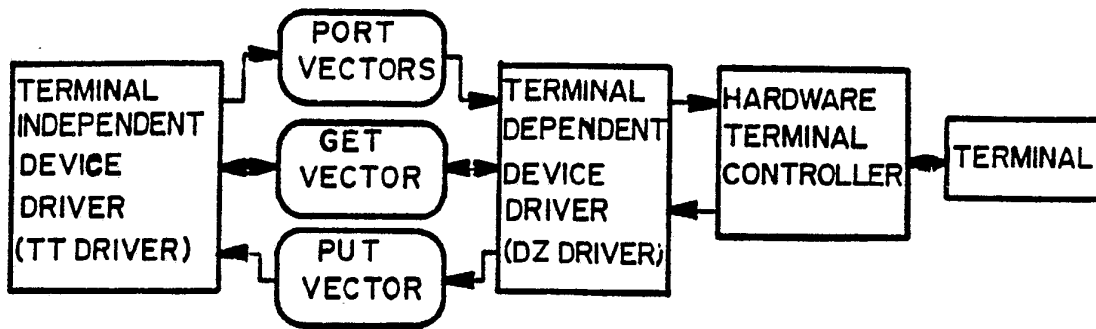 TERMINAL
INDEPENDENT
DEVICE
DRIVER
(TT DRIVER)
PORT
VECTORS
GET
VECTOR
PUT
VECTOR
TERMINAL
DEPENDENT
DEVICE
DRIVER
(DZ DRIVER)
HARDWARE
TERMINAL
CONTROLLER
TERMINAL